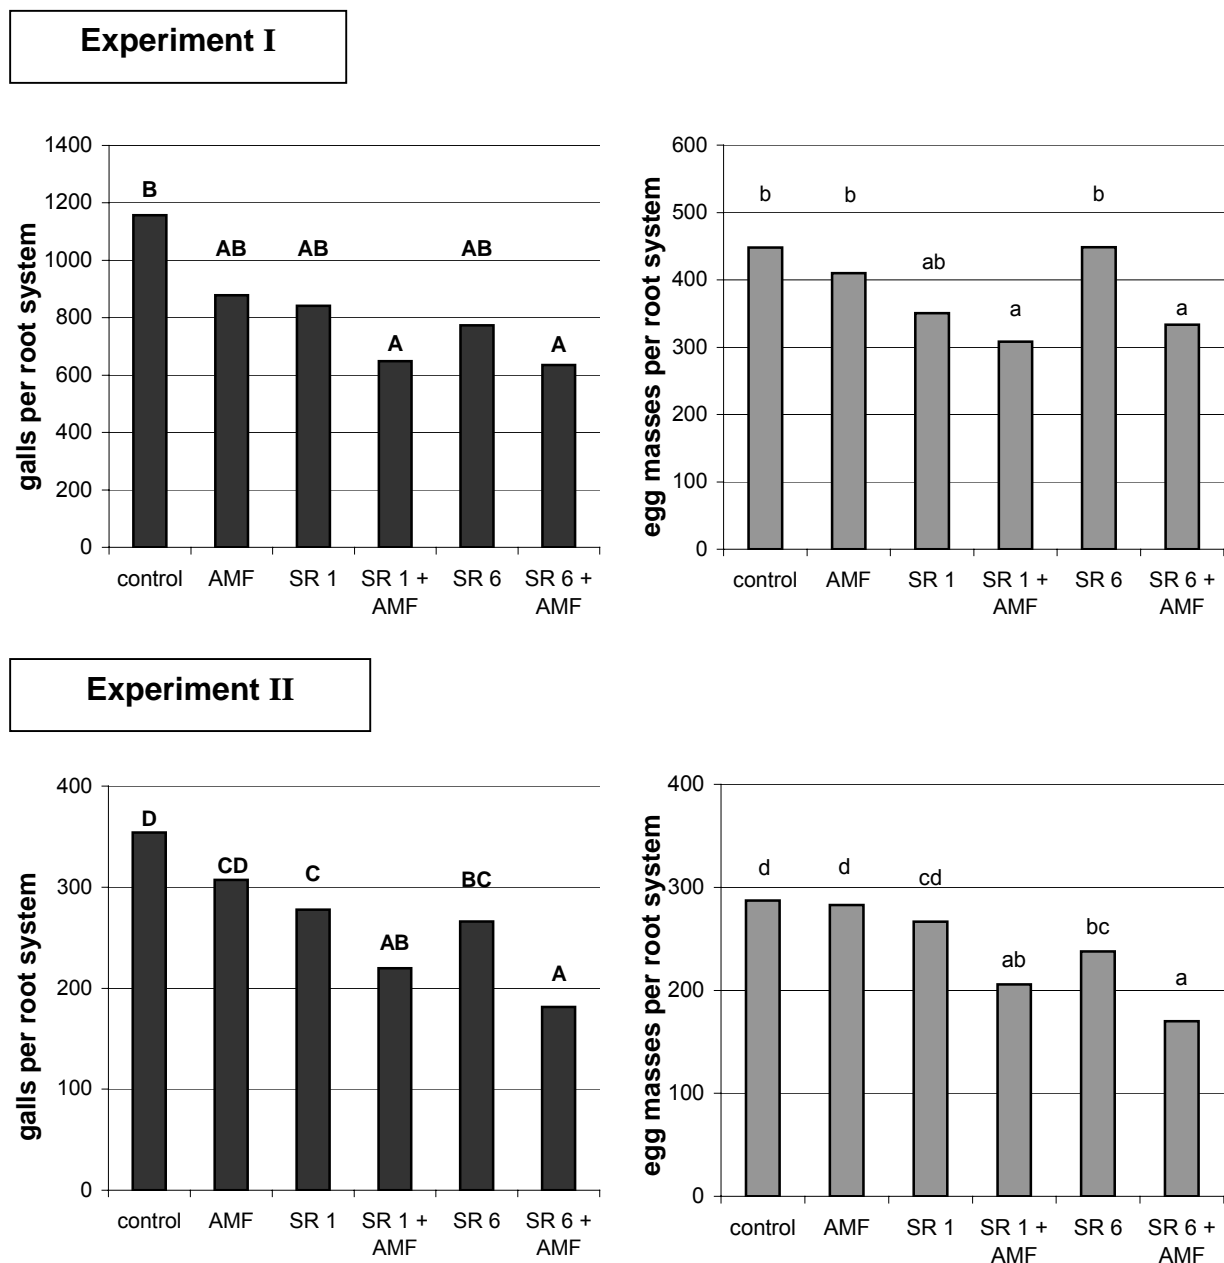 Experiment I
galls per root system
1400
1200
1000
800
600
400
200
0
B
AB
AB
A
AB
A
control
AMF
SR 1
SR 1 +
AMF
SR 6
SR 6 +
AMF
egg masses per root system
600
500
400
300
200
100
0
b
b
ab
a
b
a
control
AMF
SR 1
SR 1 +
AMF
SR 6
SR 6 +
AMF
Experiment II
galls per root system
400
300
200
100
0
D
CD
C
AB
BC
A
control
AMF
SR 1
SR 1 +
AMF
SR 6
SR 6 +
AMF
egg masses per root system
400
300
200
100
0
d
d
cd
ab
bc
a
control
AMF
SR 1
SR 1 +
AMF
SR 6
SR 6 +
AMF